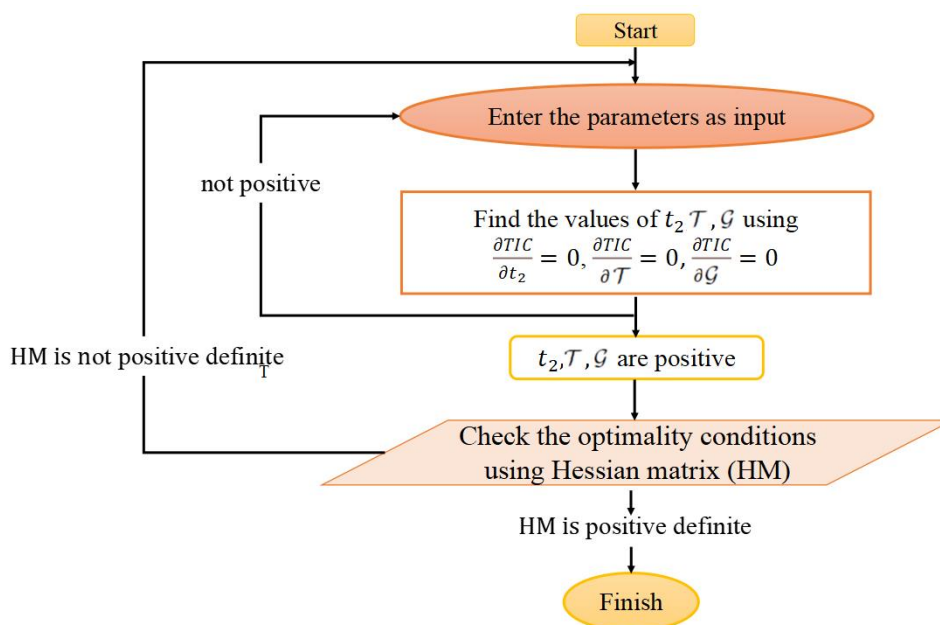 Start
Enter the parameters as input
not positive
Find the values of t₂ 𝒯, 𝒢 using
∂TIC/∂t₂ = 0, ∂TIC/∂𝒯 = 0, ∂TIC/∂𝒢 = 0
HM is not positive definite
T
t₂,𝒯, 𝒢 are positive
Check the optimality conditions
using Hessian matrix (HM)
HM is positive definite
Finish